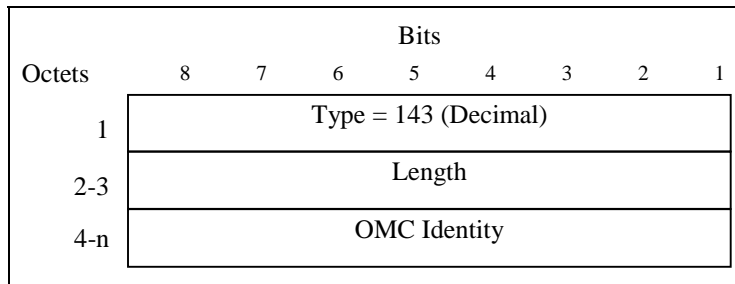 Bits
Octets 8 7 6 5 4 3 2 1
1 Type = 143 (Decimal)
2-3 Length
4-n OMC Identity